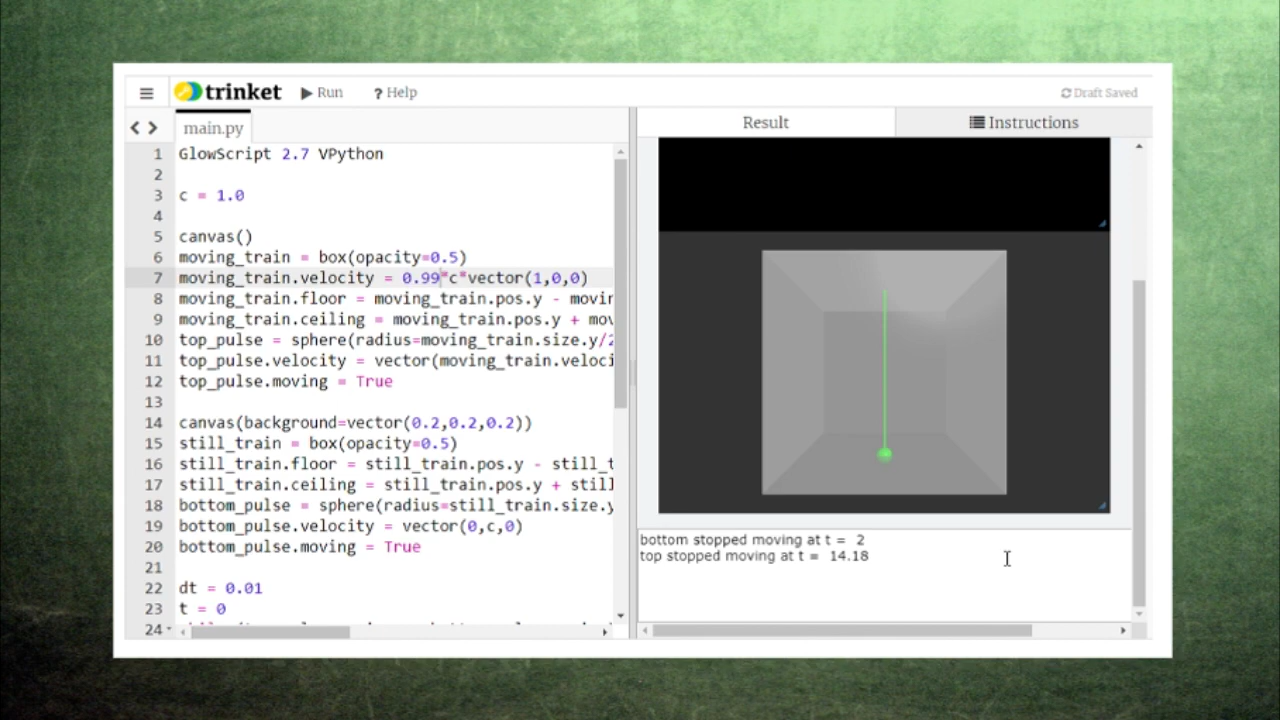 trinket
Run
? Help
Draft Saved
main.py
Result
Instructions
1 GlowScript 2.7 VPython
2
3 c = 1.0
4
5 canvas()
6 moving_train = box(opacity=0.5)
7 moving_train.velocity = 0.99*c*vector(1,0,0)
8 moving_train.floor = moving_train.pos.y - movin
9 moving_train.ceiling = moving_train.pos.y + mov
10 top_pulse = sphere(radius=moving_train.size.y/2
11 top_pulse.velocity = vector(moving_train.veloci
12 top_pulse.moving = True
13
14 canvas(background=vector(0.2,0.2,0.2))
15 still_train = box(opacity=0.5)
16 still_train.floor = still_train.pos.y - still_t
17 still_train.ceiling = still_train.pos.y + still
18 bottom_pulse = sphere(radius=still_train.size.y
19 bottom_pulse.velocity = vector(0,c,0)
20 bottom_pulse.moving = True
21
22 dt = 0.01
23 t = 0
24
bottom stopped moving at t = 2
top stopped moving at t = 14.18